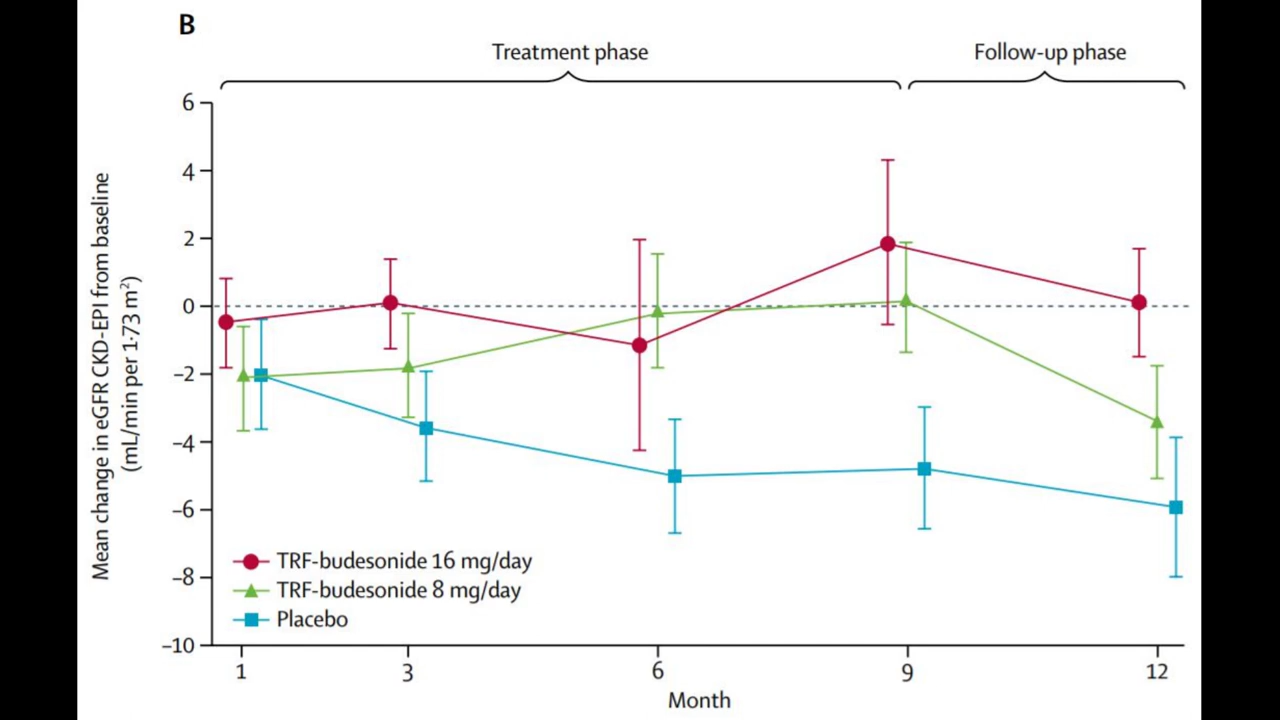 B
Treatment phase
Follow-up phase
Mean change in eGFR CKD-EPI from baseline
(mL/min per 1·73 m²)
6
4
2
0
–2
–4
–6
–8
–10
TRF-budesonide 16 mg/day
TRF-budesonide 8 mg/day
Placebo
1
3
6
9
12
Month